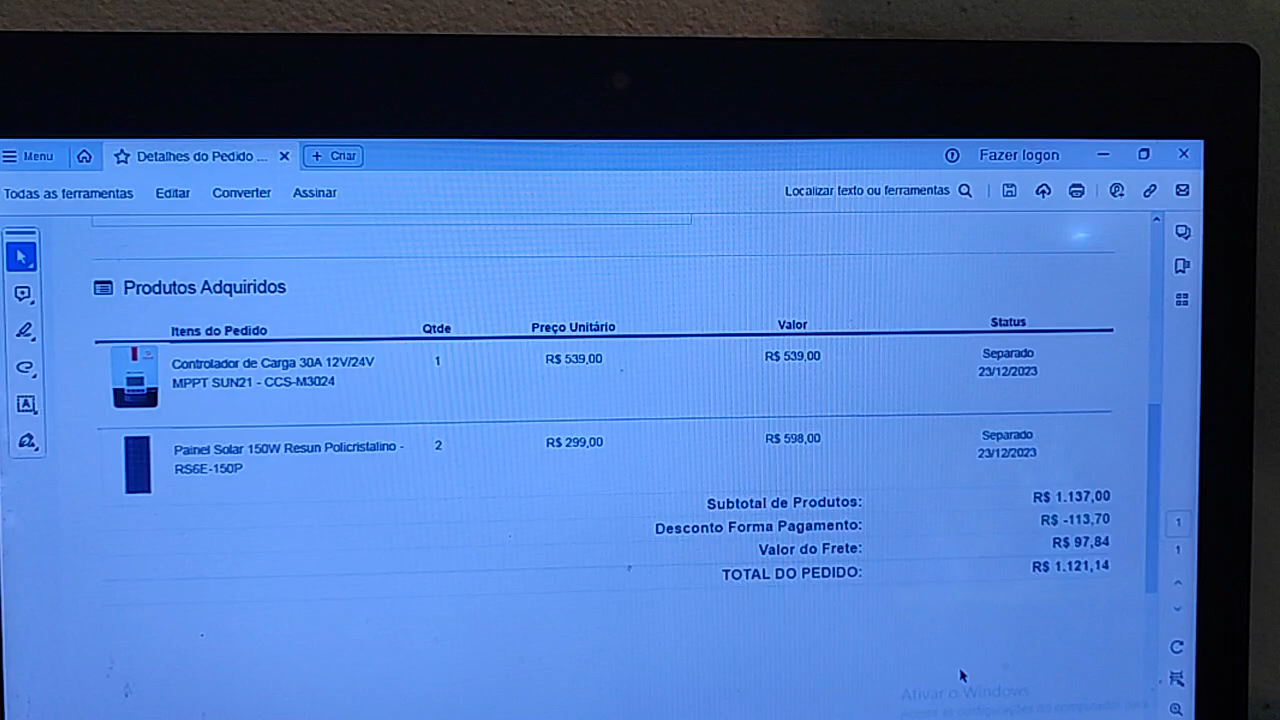 Menu
Detalhes do Pedido ...
+ Criar
Fazer logon
Todas as ferramentas
Editar
Converter
Assinar
Localizar texto ou ferramentas
Produtos Adquiridos
Itens do Pedido Qtde Preço Unitário Valor Status
Controlador de Carga 30A 12V/24V 1 R$ 539,00 R$ 539,00 Separado
MPPT SUN21 - CCS-M3024 23/12/2023
Painel Solar 150W Resun Policristalino - 2 R$ 299,00 R$ 598,00 Separado
RS6E-150P 23/12/2023
Subtotal de Produtos: R$ 1.137,00
Desconto Forma Pagamento: R$ -113,70
Valor do Frete: R$ 97,84
TOTAL DO PEDIDO: R$ 1.121,14
1
1
Ativar o Windows